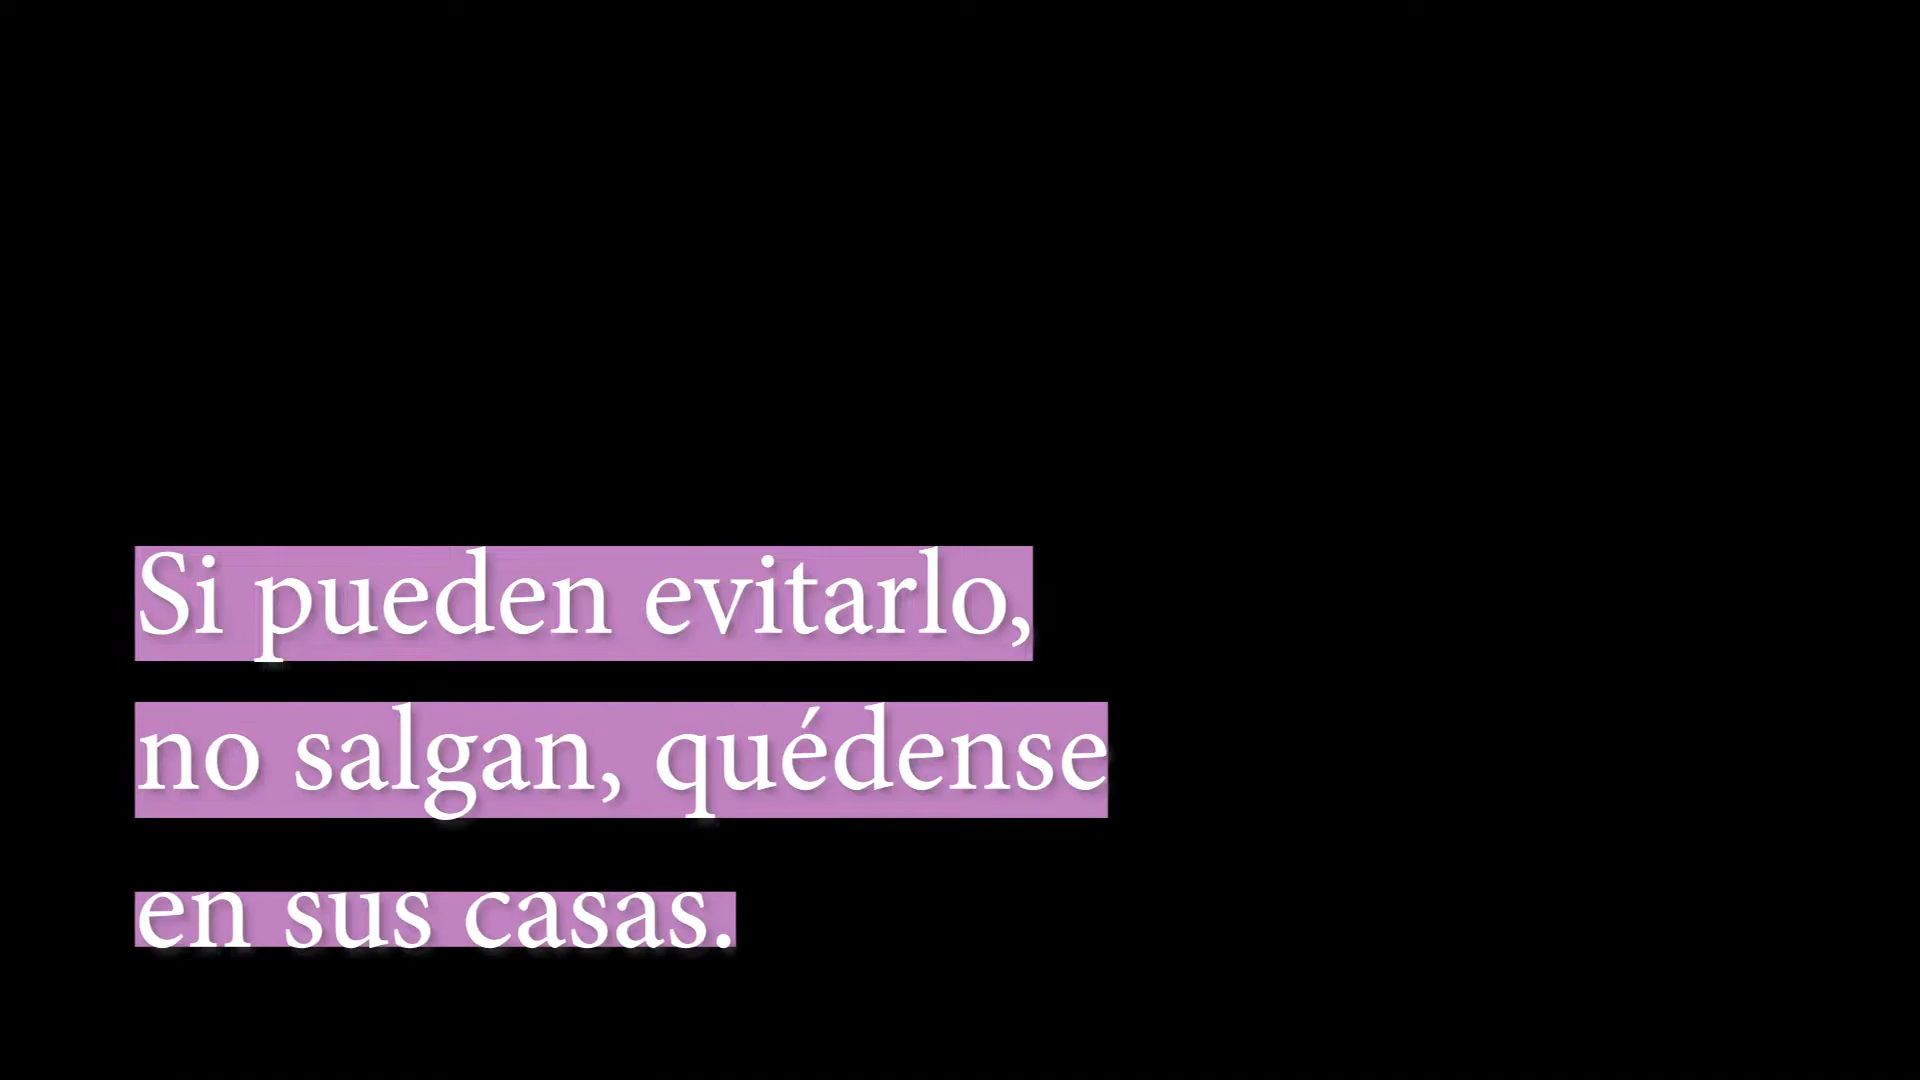 Si pueden evitarlo,
no salgan, quédense
en sus casas.